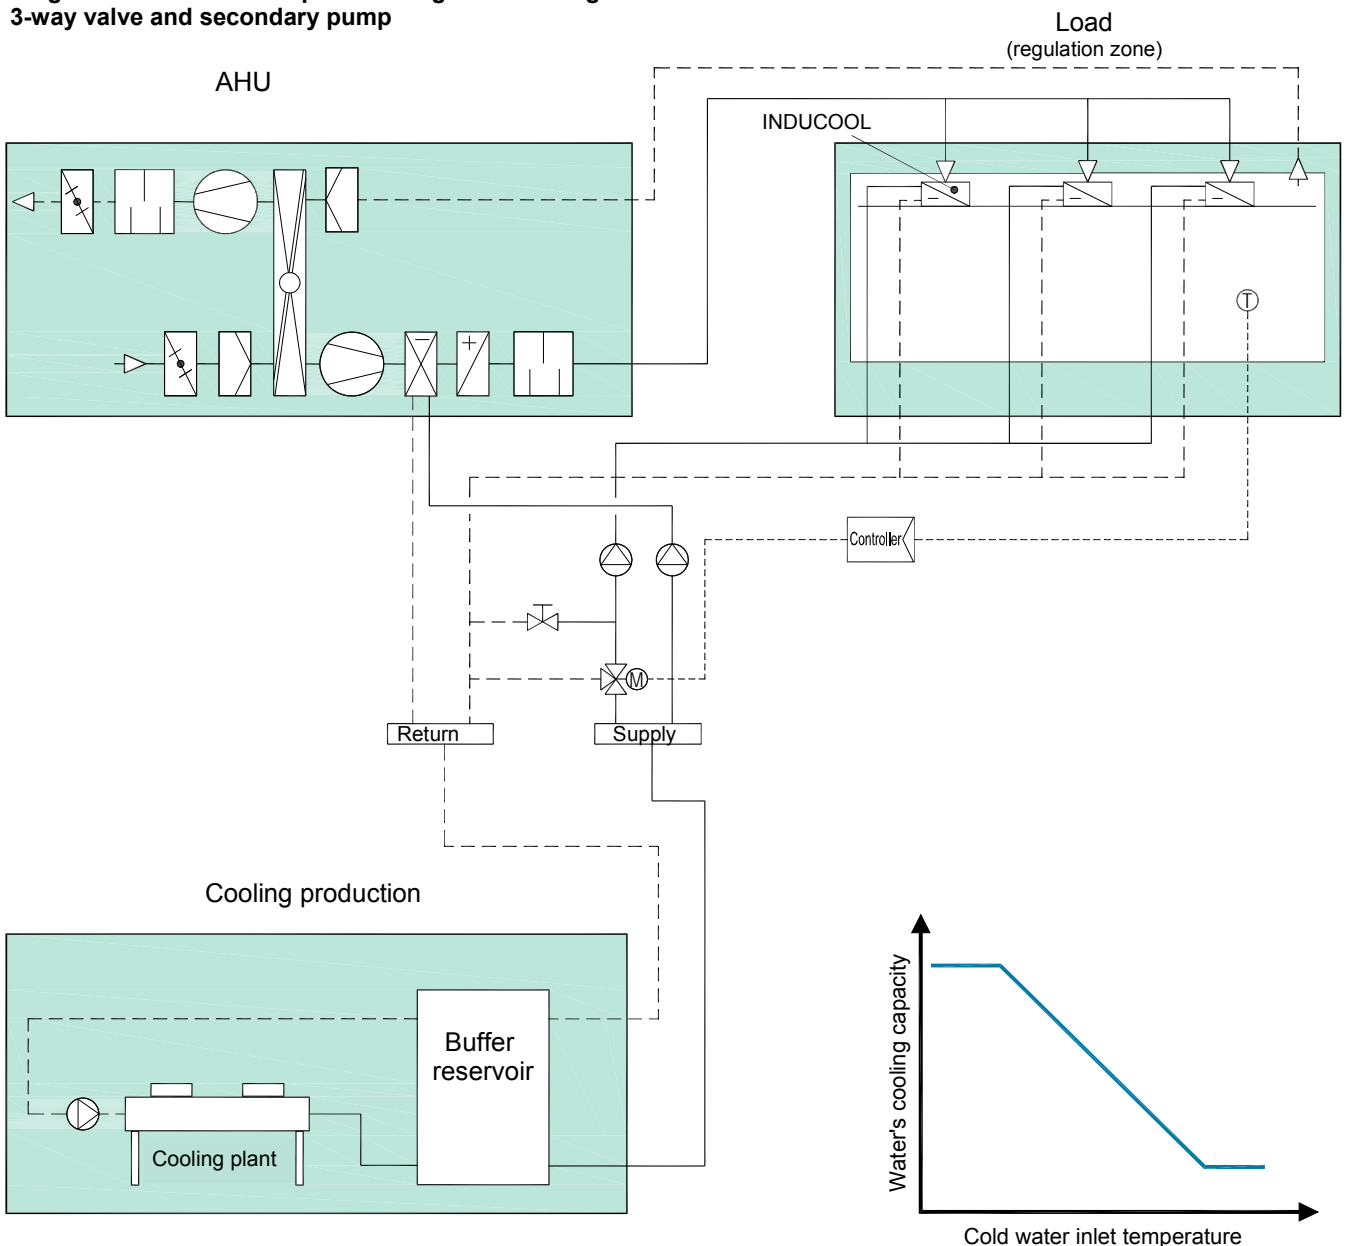 3-way valve and secondary pump
Load
(regulation zone)
AHU
INDUCOOL
T
Controller
M
Return
Supply
Cooling production
Buffer
reservoir
Cooling plant
Water's cooling capacity
Cold water inlet temperature